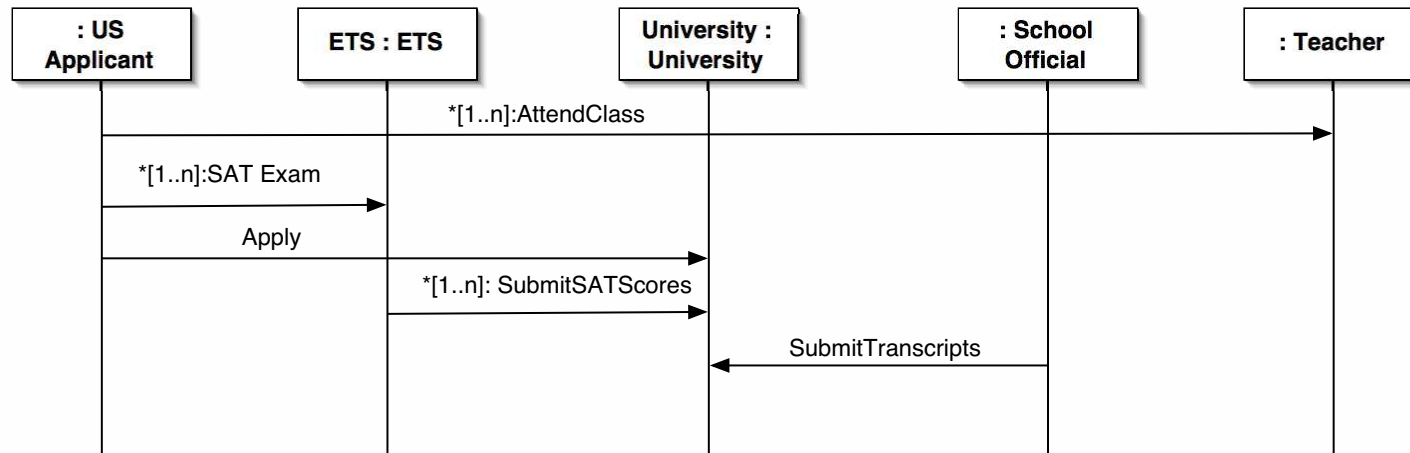 : US
Applicant
ETS : ETS
University :
University
: School
Official
: Teacher
*[1..n]:AttendClass
*[1..n]:SAT Exam
Apply
*[1..n]: SubmitSATScores
SubmitTranscripts